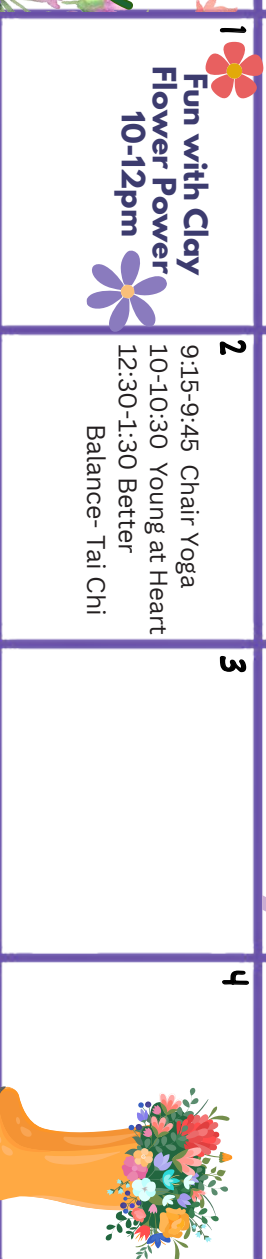 1
Fun with Clay
Flower Power
10-12pm
2
9:15-9:45 Chair Yoga
10-10:30 Young at Heart
12:30-1:30 Better
Balance- Tai Chi
3
4